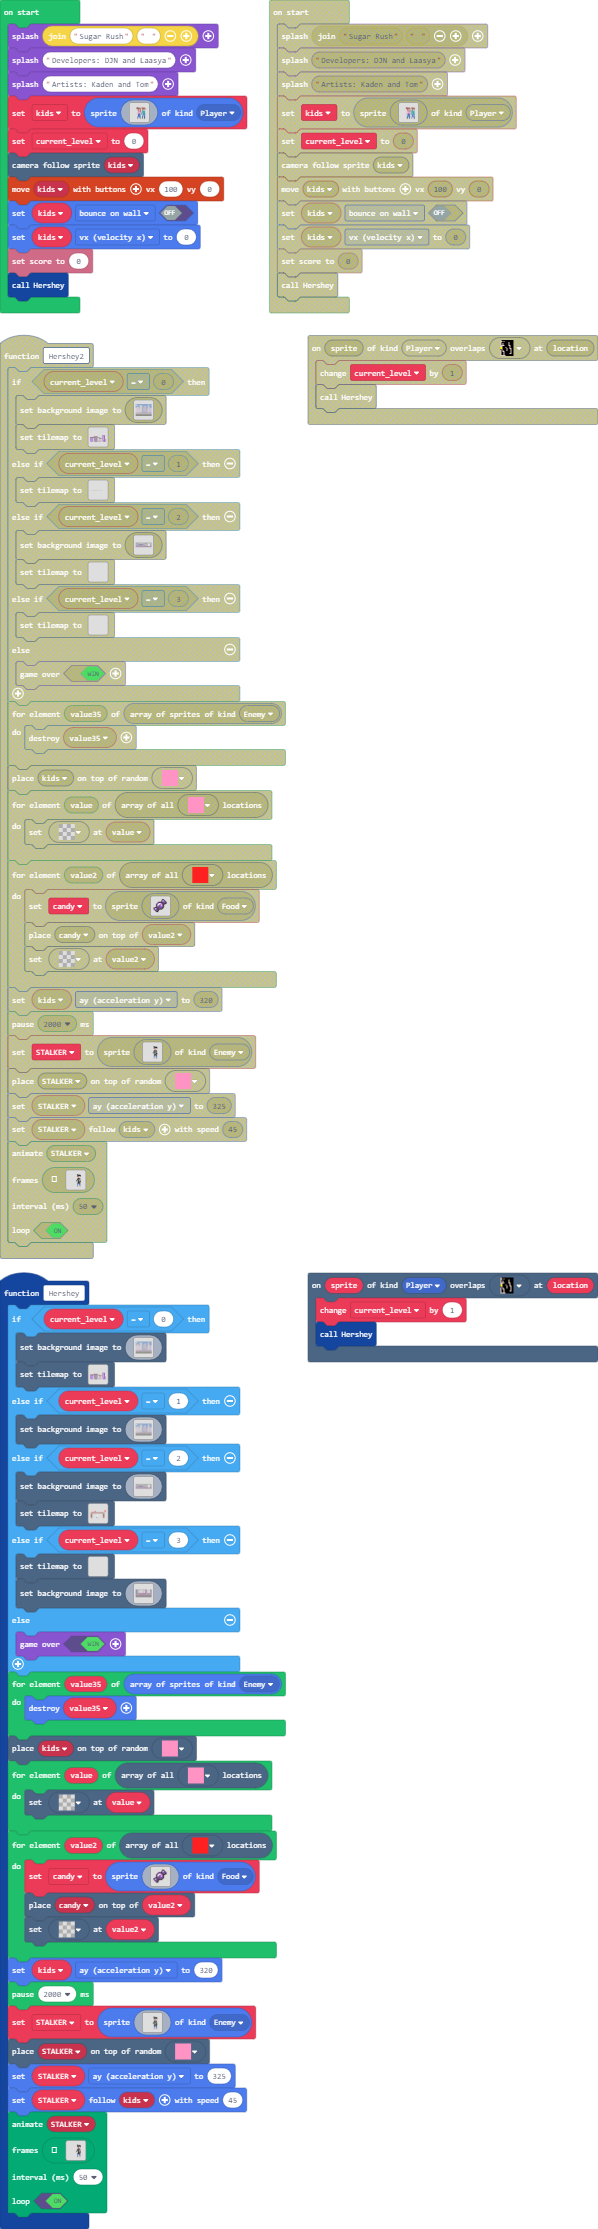 on start
splash join "Sugar Rush" " "
splash "Developers: DJN and Laasya"
splash "Artists: Kaden and Tom"
set kids to sprite of kind Player
set current_level to 0
camera follow sprite kids
move kids with buttons vx 100 vy 0
set kids bounce on wall OFF
set kids vx (velocity x) to 0
set score to 0
call Hershey
on start
splash join "Sugar Rush" " "
splash "Developers: DJN and Laasya"
splash "Artists: Kaden and Tom"
set kids to sprite of kind Player
set current_level to 0
camera follow sprite kids
move kids with buttons vx 100 vy 0
set kids bounce on wall OFF
set kids vx (velocity x) to 0
set score to 0
call Hershey
function Hershey2
if current_level = 0 then
set background image to
set tilemap to
else if current_level = 1 then
set tilemap to
else if current_level = 2 then
set background image to
set tilemap to
else if current_level = 3 then
set tilemap to
else
game over WIN
for element value35 of array of sprites of kind Enemy
do destroy value35
place kids on top of random
for element value of array of all locations
do set at value
for element value2 of array of all locations
do set candy to sprite of kind Food
place candy on top of value2
set at value2
set kids ay (acceleration y) to 320
pause 2000 ms
set STALKER to sprite of kind Enemy
place STALKER on top of random
set STALKER ay (acceleration y) to 325
set STALKER follow kids with speed 45
animate STALKER
frames
interval (ms) 50
loop ON
on sprite of kind Player overlaps at location
change current_level by 1
call Hershey
function Hershey
if current_level = 0 then
set background image to
set tilemap to
else if current_level = 1 then
set background image to
else if current_level = 2 then
set background image to
set tilemap to
else if current_level = 3 then
set tilemap to
set background image to
else
game over WIN
for element value35 of array of sprites of kind Enemy
do destroy value35
place kids on top of random
for element value of array of all locations
do set at value
for element value2 of array of all locations
do set candy to sprite of kind Food
place candy on top of value2
set at value2
set kids ay (acceleration y) to 320
pause 2000 ms
set STALKER to sprite of kind Enemy
place STALKER on top of random
set STALKER ay (acceleration y) to 325
set STALKER follow kids with speed 45
animate STALKER
frames
interval (ms) 50
loop ON
on sprite of kind Player overlaps at location
change current_level by 1
call Hershey